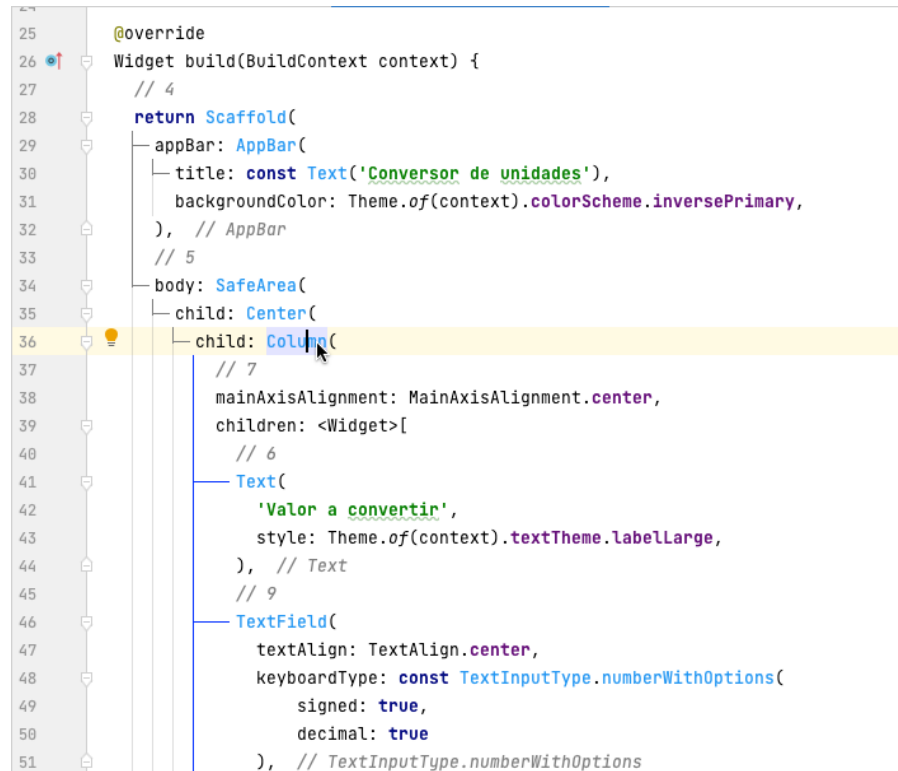 25 @override
26 Widget build(BuildContext context) {
27 // 4
28 return Scaffold(
29 appBar: AppBar(
30 title: const Text('Conversor de unidades'),
31 backgroundColor: Theme.of(context).colorScheme.inversePrimary,
32 ), // AppBar
33 // 5
34 body: SafeArea(
35 child: Center(
36 child: Column(
37 // 7
38 mainAxisAlignment: MainAxisAlignment.center,
39 children: <Widget>[
40 // 6
41 Text(
42 'Valor a convertir',
43 style: Theme.of(context).textTheme.labelLarge,
44 ), // Text
45 // 9
46 TextField(
47 textAlign: TextAlign.center,
48 keyboardType: const TextInputType.numberWithOptions(
49 signed: true,
50 decimal: true
51 ), // TextInputType.numberWithOptions